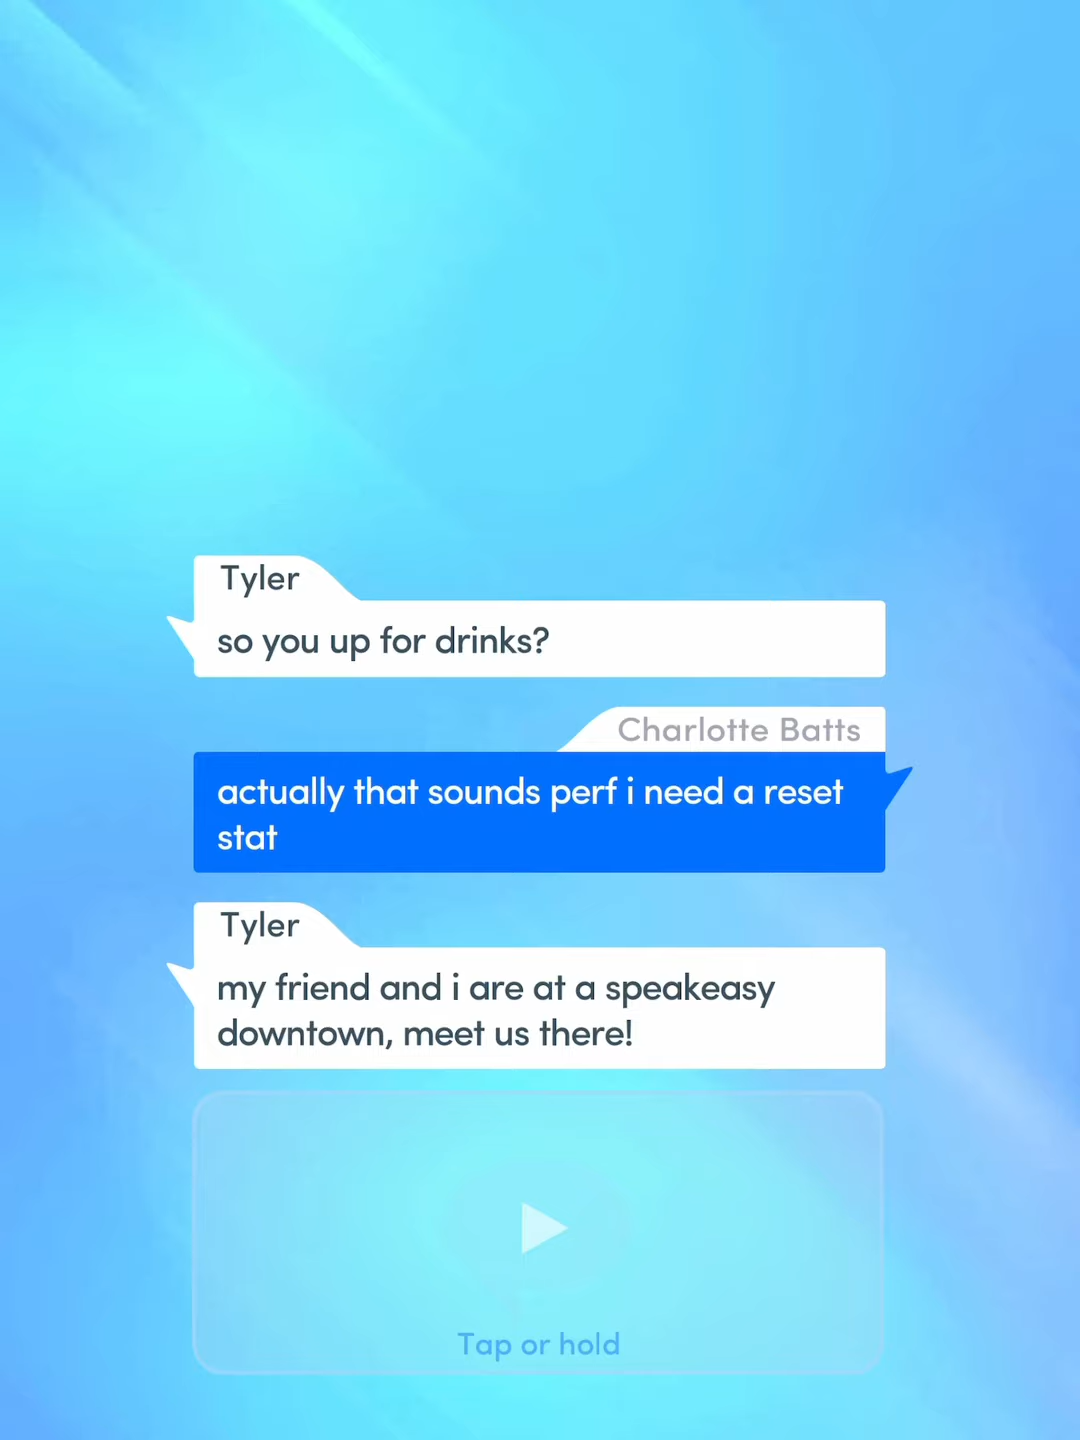 Tyler
so you up for drinks?
Charlotte Batts
actually that sounds perf i need a reset
stat
Tyler
my friend and i are at a speakeasy
downtown, meet us there!
Tap or hold